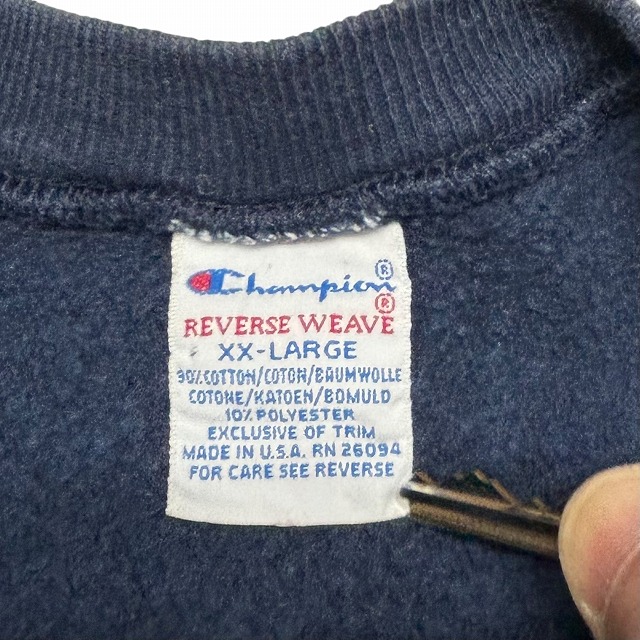 Champion®
REVERSE WEAVE®
XX-LARGE
90% COTTON/COTON/BAUMWOLLE
COTONE/KATOEN/BOMULD
10% POLYESTER
EXCLUSIVE OF TRIM
MADE IN U.S.A. RN 26094
FOR CARE SEE REVERSE